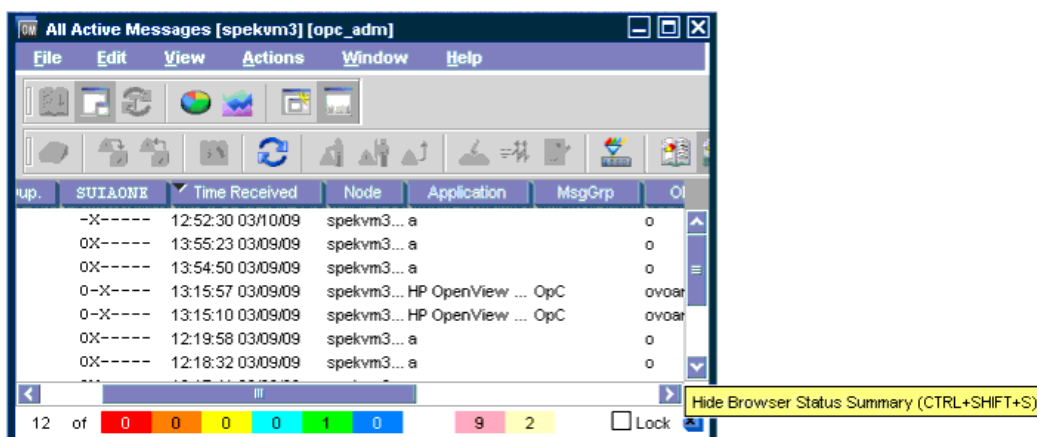 All Active Messages [spekvm3] [opc_adm]
File Edit View Actions Window Help
up. SUIAONE Time Received Node Application MsgGrp Ob
-X----- 12:52:30 03/10/09 spekvm3... a o
0X----- 13:55:23 03/09/09 spekvm3... a o
0X----- 13:54:50 03/09/09 spekvm3... a o
0-X---- 13:15:57 03/09/09 spekvm3... HP OpenView ... OpC ovoar
0-X---- 13:15:10 03/09/09 spekvm3... HP OpenView ... OpC ovoar
0X----- 12:19:58 03/09/09 spekvm3... a o
0X----- 12:18:32 03/09/09 spekvm3... a o
Hide Browser Status Summary (CTRL+SHIFT+S)
12 of 0 0 0 0 1 0 9 2 Lock